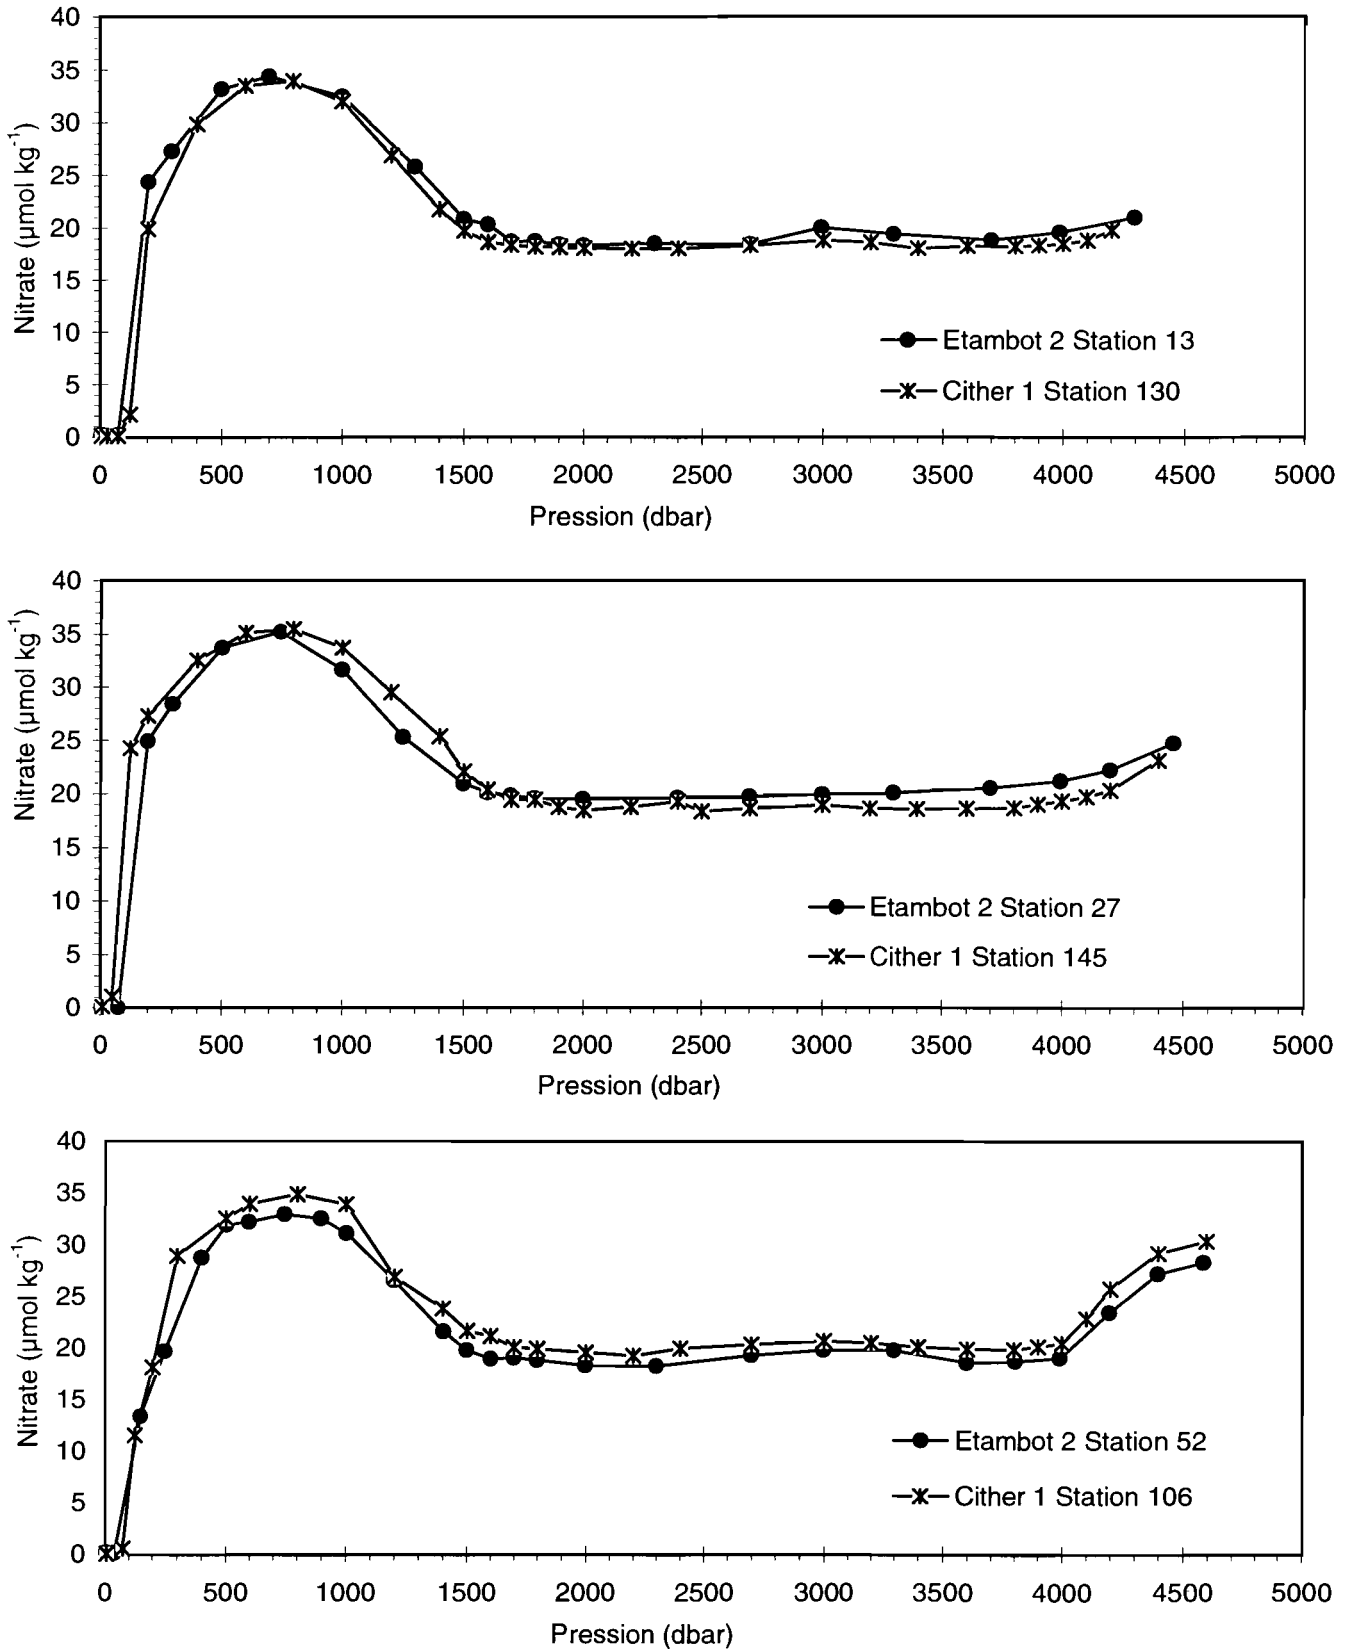 40
35
30
25
20
15
10
5
0
Nitrate (µmol kg⁻¹)
Etambot 2 Station 13
Cither 1 Station 130
0 500 1000 1500 2000 2500 3000 3500 4000 4500 5000
Pression (dbar)
40
35
30
25
20
15
10
5
0
Nitrate (µmol kg⁻¹)
Etambot 2 Station 27
Cither 1 Station 145
0 500 1000 1500 2000 2500 3000 3500 4000 4500 5000
Pression (dbar)
40
35
30
25
20
15
10
5
0
Nitrate (µmol kg⁻¹)
Etambot 2 Station 52
Cither 1 Station 106
0 500 1000 1500 2000 2500 3000 3500 4000 4500 5000
Pression (dbar)